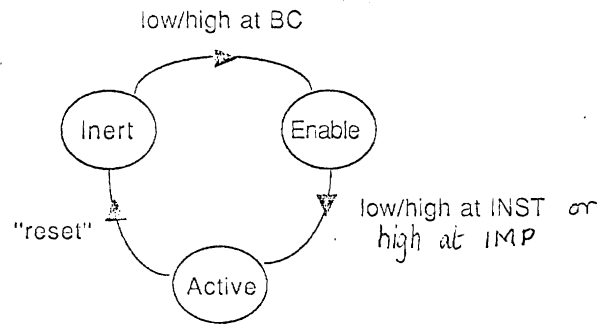 low/high at BC
Inert
Enable
low/high at INST or
high at IMP
"reset"
Active